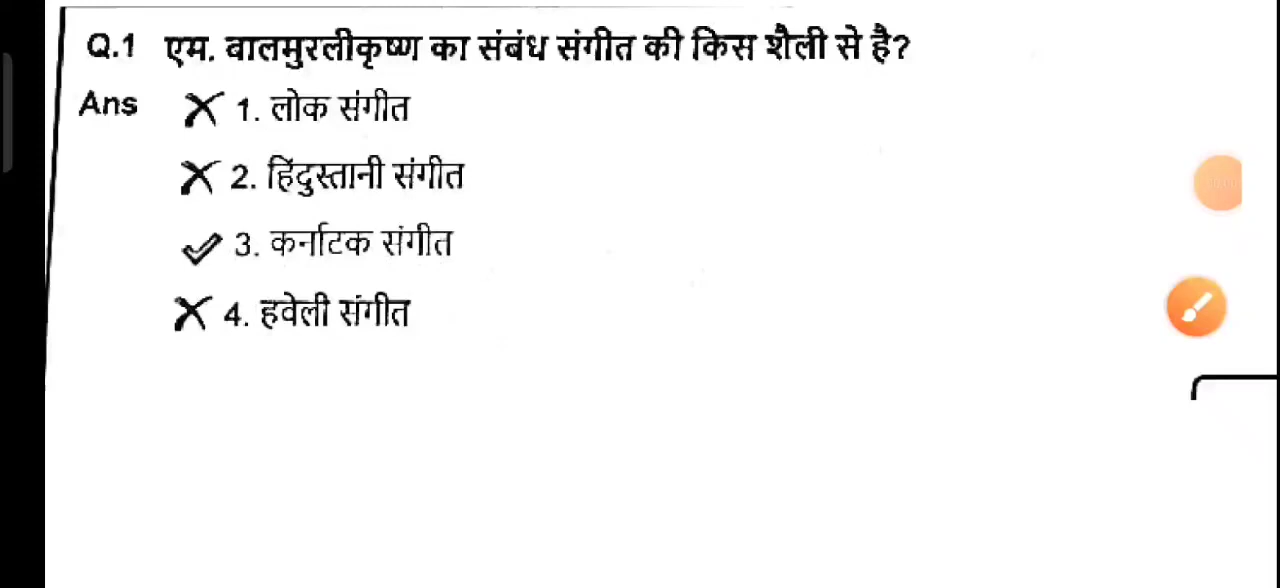 Q.1 एम. बालमुरलीकृष्ण का संबंध संगीत की किस शैली से है?
Ans 1. लोक संगीत
2. हिंदुस्तानी संगीत
3. कर्नाटक संगीत
4. हवेली संगीत